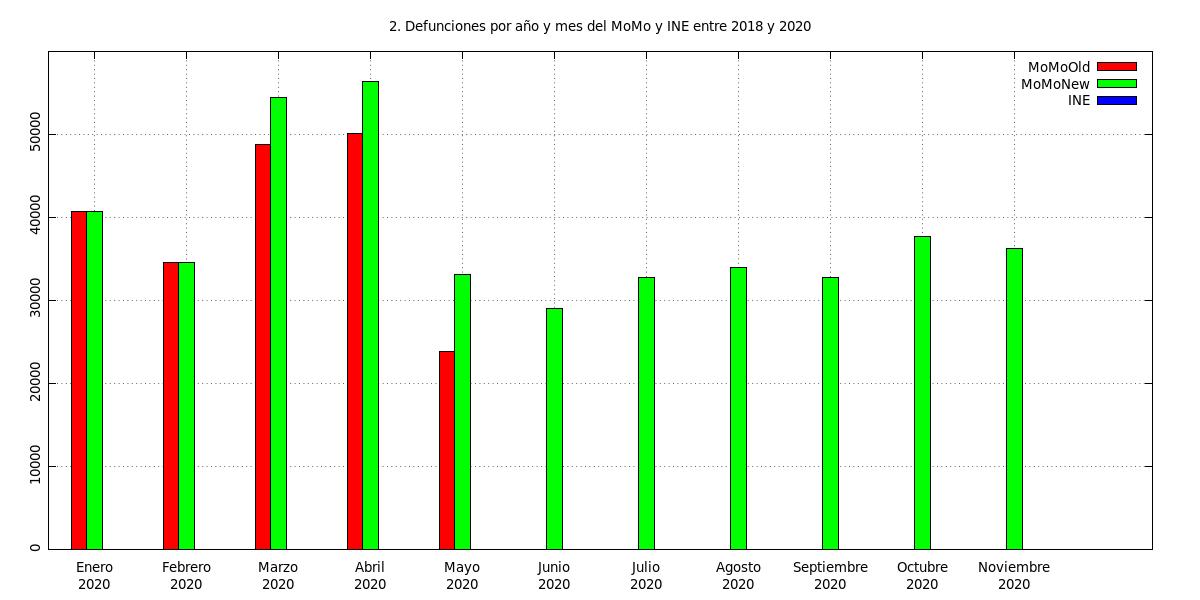 2. Defunciones por año y mes del MoMo y INE entre 2018 y 2020
MoMoOld
MoMoNew
INE
50000
40000
30000
20000
10000
0
Enero
2020
Febrero
2020
Marzo
2020
Abril
2020
Mayo
2020
Junio
2020
Julio
2020
Agosto
2020
Septiembre
2020
Octubre
2020
Noviembre
2020